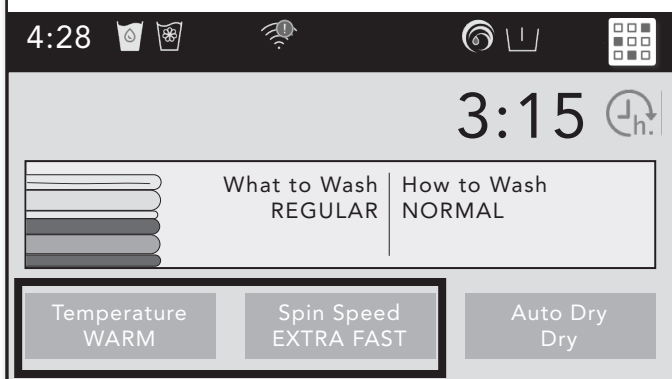 4:28
3:15 h.
What to Wash
REGULAR
How to Wash
NORMAL
Temperature
WARM
Spin Speed
EXTRA FAST
Auto Dry
Dry